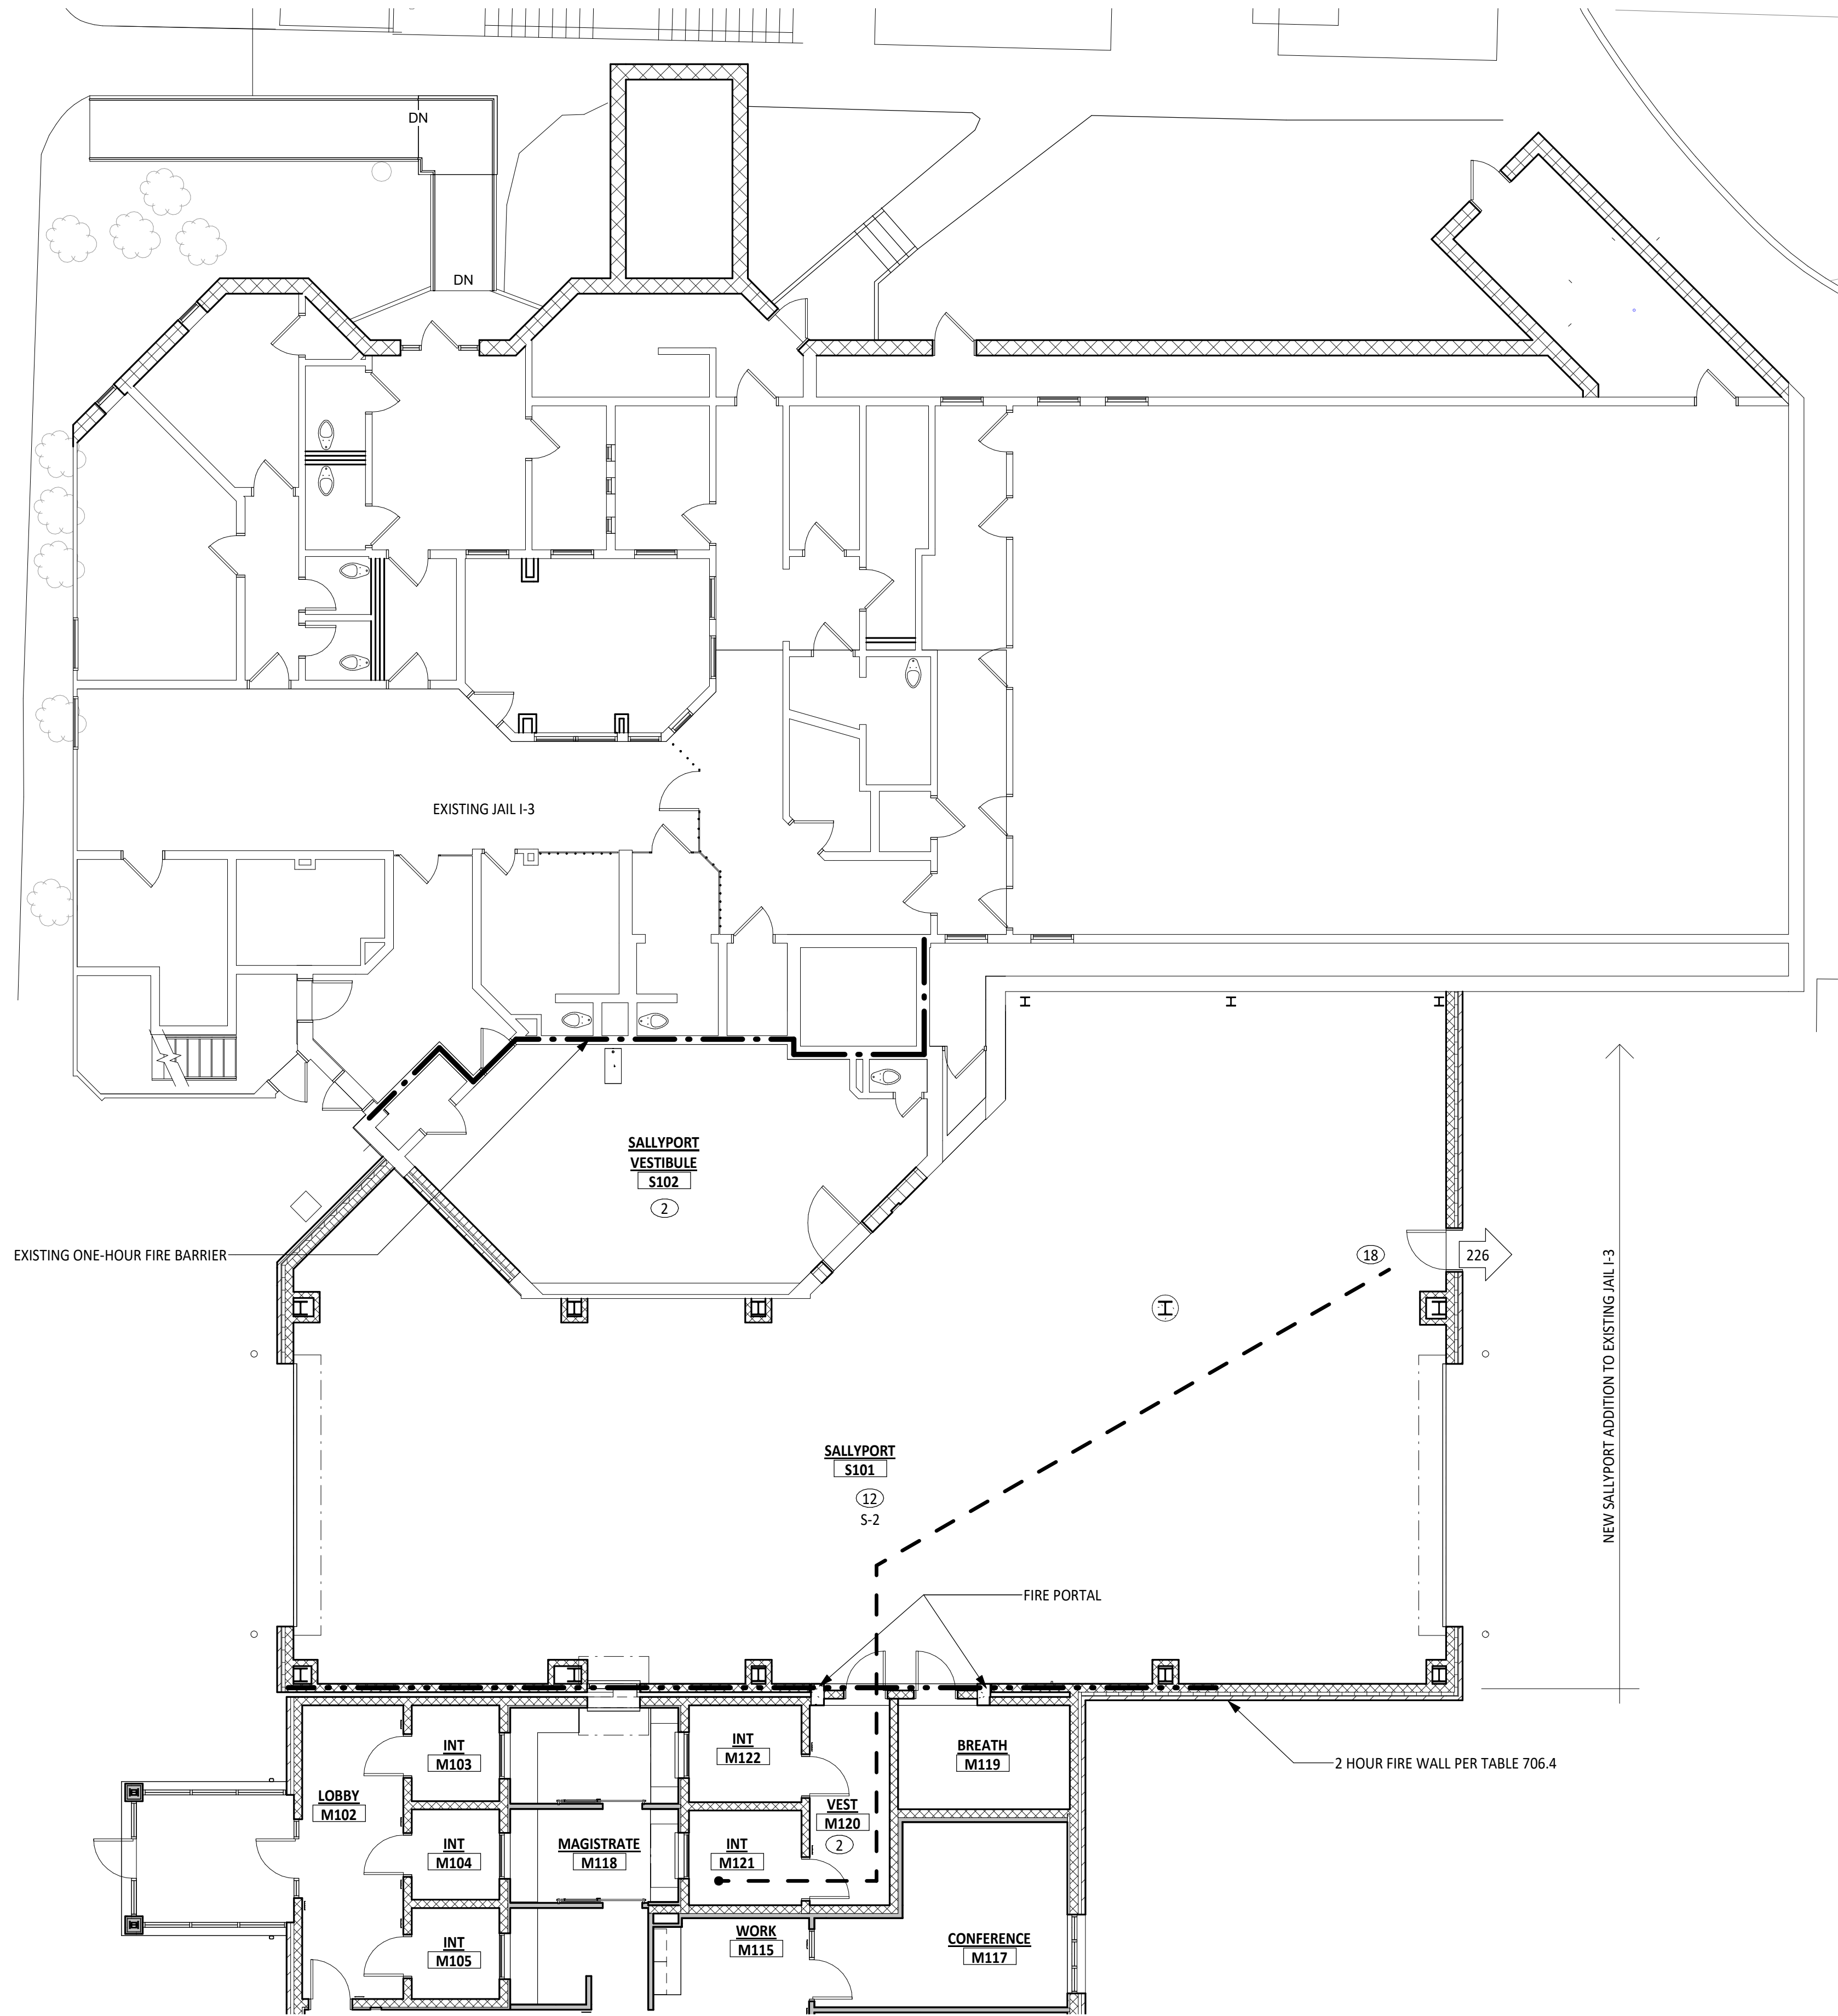 DN
DN
EXISTING JAIL I-3
SALLYPORT
VESTIBULE
S102
2
EXISTING ONE-HOUR FIRE BARRIER
18
226
NEW SALLYPORT ADDITION TO EXISTING JAIL I-3
SALLYPORT
S101
12
S-2
FIRE PORTAL
INT
M103
INT
M122
BREATH
M119
2 HOUR FIRE WALL PER TABLE 706.4
LOBBY
M102
VEST
M120
2
INT
M104
MAGISTRATE
M118
INT
M121
INT
M105
WORK
M115
CONFERENCE
M117